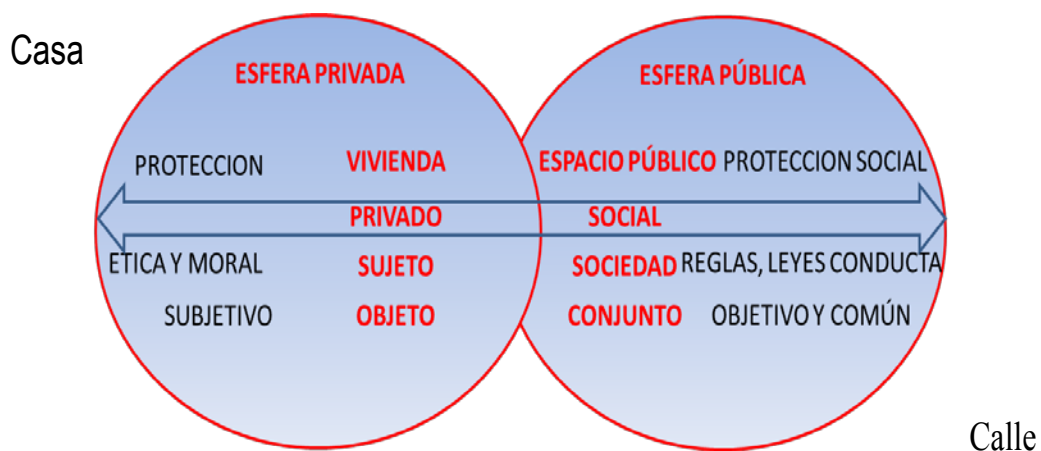 Casa
ESFERA PRIVADA
ESFERA PÚBLICA
PROTECCION VIVIENDA ESPACIO PÚBLICO PROTECCION SOCIAL
PRIVADO SOCIAL
ETICA Y MORAL SUJETO SOCIEDAD REGLAS, LEYES CONDUCTA
SUBJETIVO OBJETO CONJUNTO OBJETIVO Y COMÚN
Calle